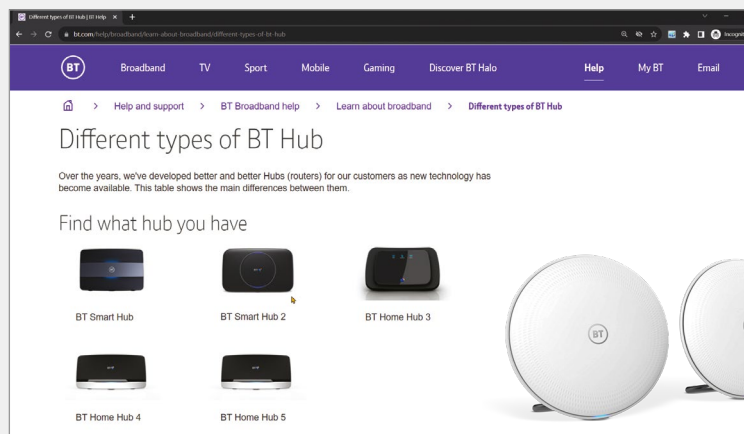 Different types of BT Hub | BT Help
bt.com/help/broadband/learn-about-broadband/different-types-of-bt-hub
Incognito
BT Broadband TV Sport Mobile Gaming Discover BT Halo Help My BT Email
> Help and support > BT Broadband help > Learn about broadband > Different types of BT Hub
Different types of BT Hub
Over the years, we've developed better and better Hubs (routers) for our customers as new technology has
become available. This table shows the main differences between them.
Find what hub you have
BT Smart Hub BT Smart Hub 2 BT Home Hub 3
BT
BT Home Hub 4 BT Home Hub 5